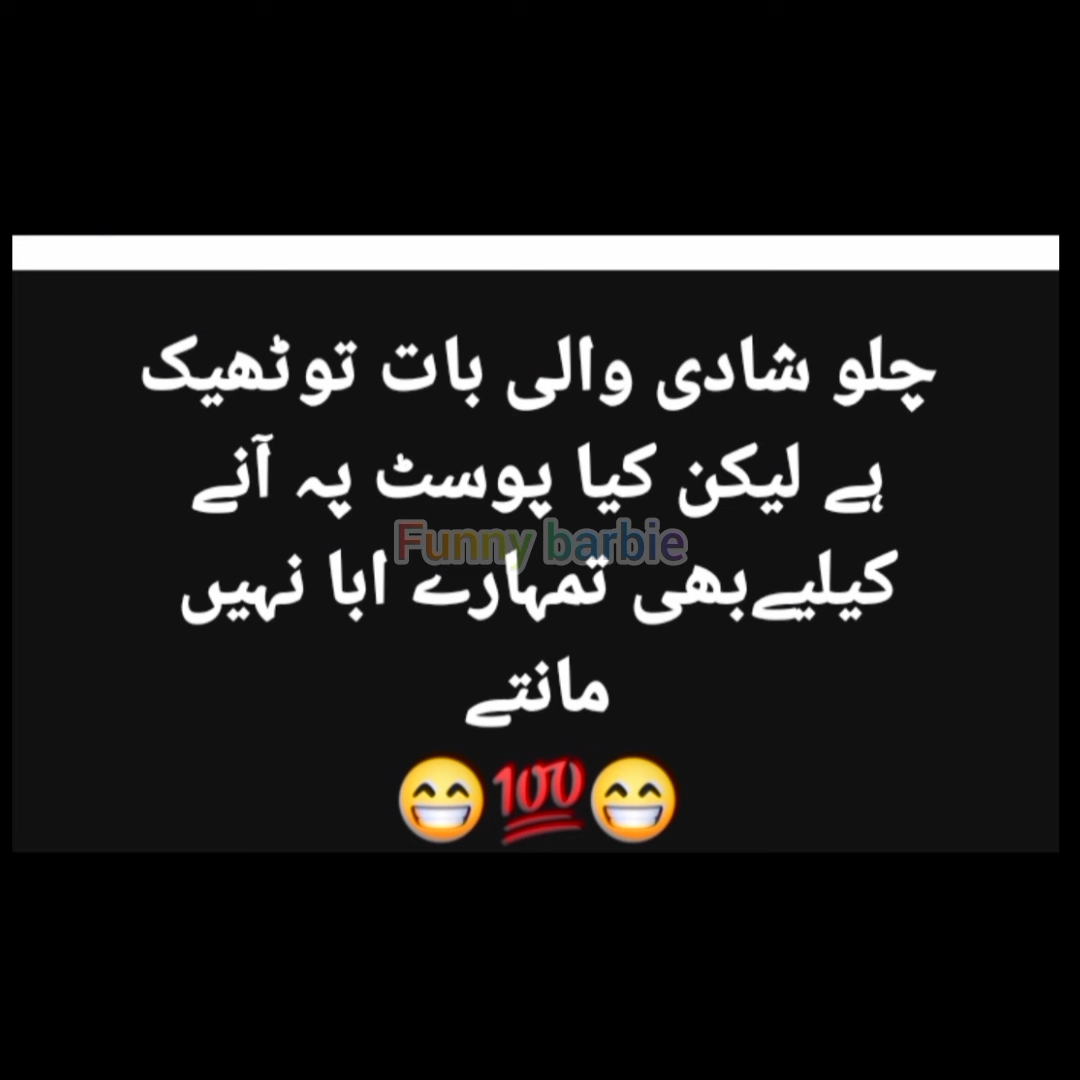 چلو شادی والی بات توٹھیک
ہے لیکن کیا پوسٹ پہ آنے
Funny barbie
کیلیےبھی تمہارے ابا نہیں
مانتے
😁💯😁